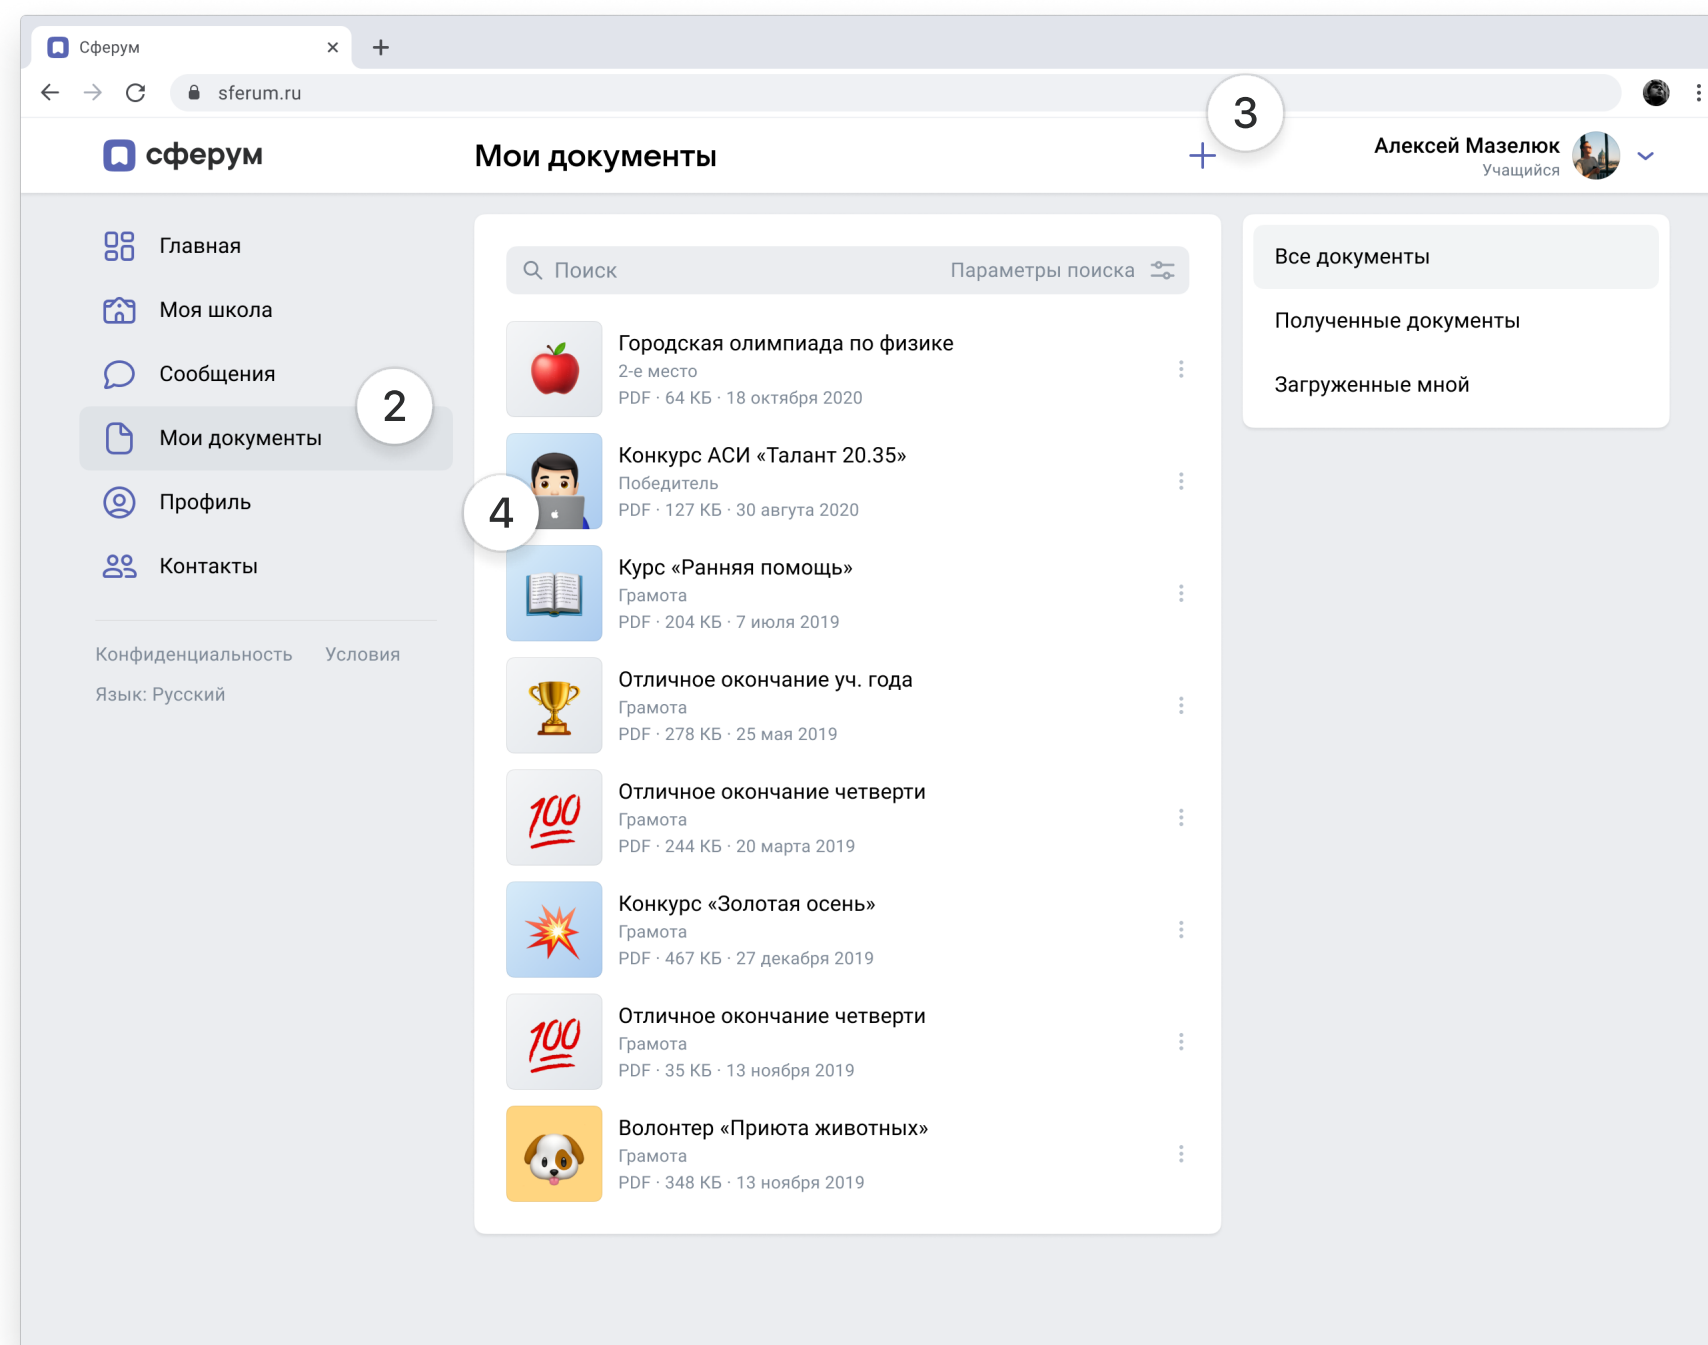 Сферум
sferum.ru
3
сферум
Мои документы
Алексей Мазелюк
Учащийся
Главная
Моя школа
Сообщения
2
Мои документы
Профиль
Контакты
Конфиденциальность Условия
Язык: Русский
Поиск Параметры поиска
Городская олимпиада по физике
2-е место
PDF · 64 КБ · 18 октября 2020
Конкурс АСИ «Талант 20.35»
Победитель
PDF · 127 КБ · 30 авгута 2020
4
Курс «Ранняя помощь»
Грамота
PDF · 204 КБ · 7 июля 2019
Отличное окончание уч. года
Грамота
PDF · 278 КБ · 25 мая 2019
100
Отличное окончание четверти
Грамота
PDF · 244 КБ · 20 марта 2019
Конкурс «Золотая осень»
Грамота
PDF · 467 КБ · 27 декабря 2019
100
Отличное окончание четверти
Грамота
PDF · 35 КБ · 13 ноября 2019
Волонтер «Приюта животных»
Грамота
PDF · 348 КБ · 13 ноября 2019
Все документы
Полученные документы
Загруженные мной